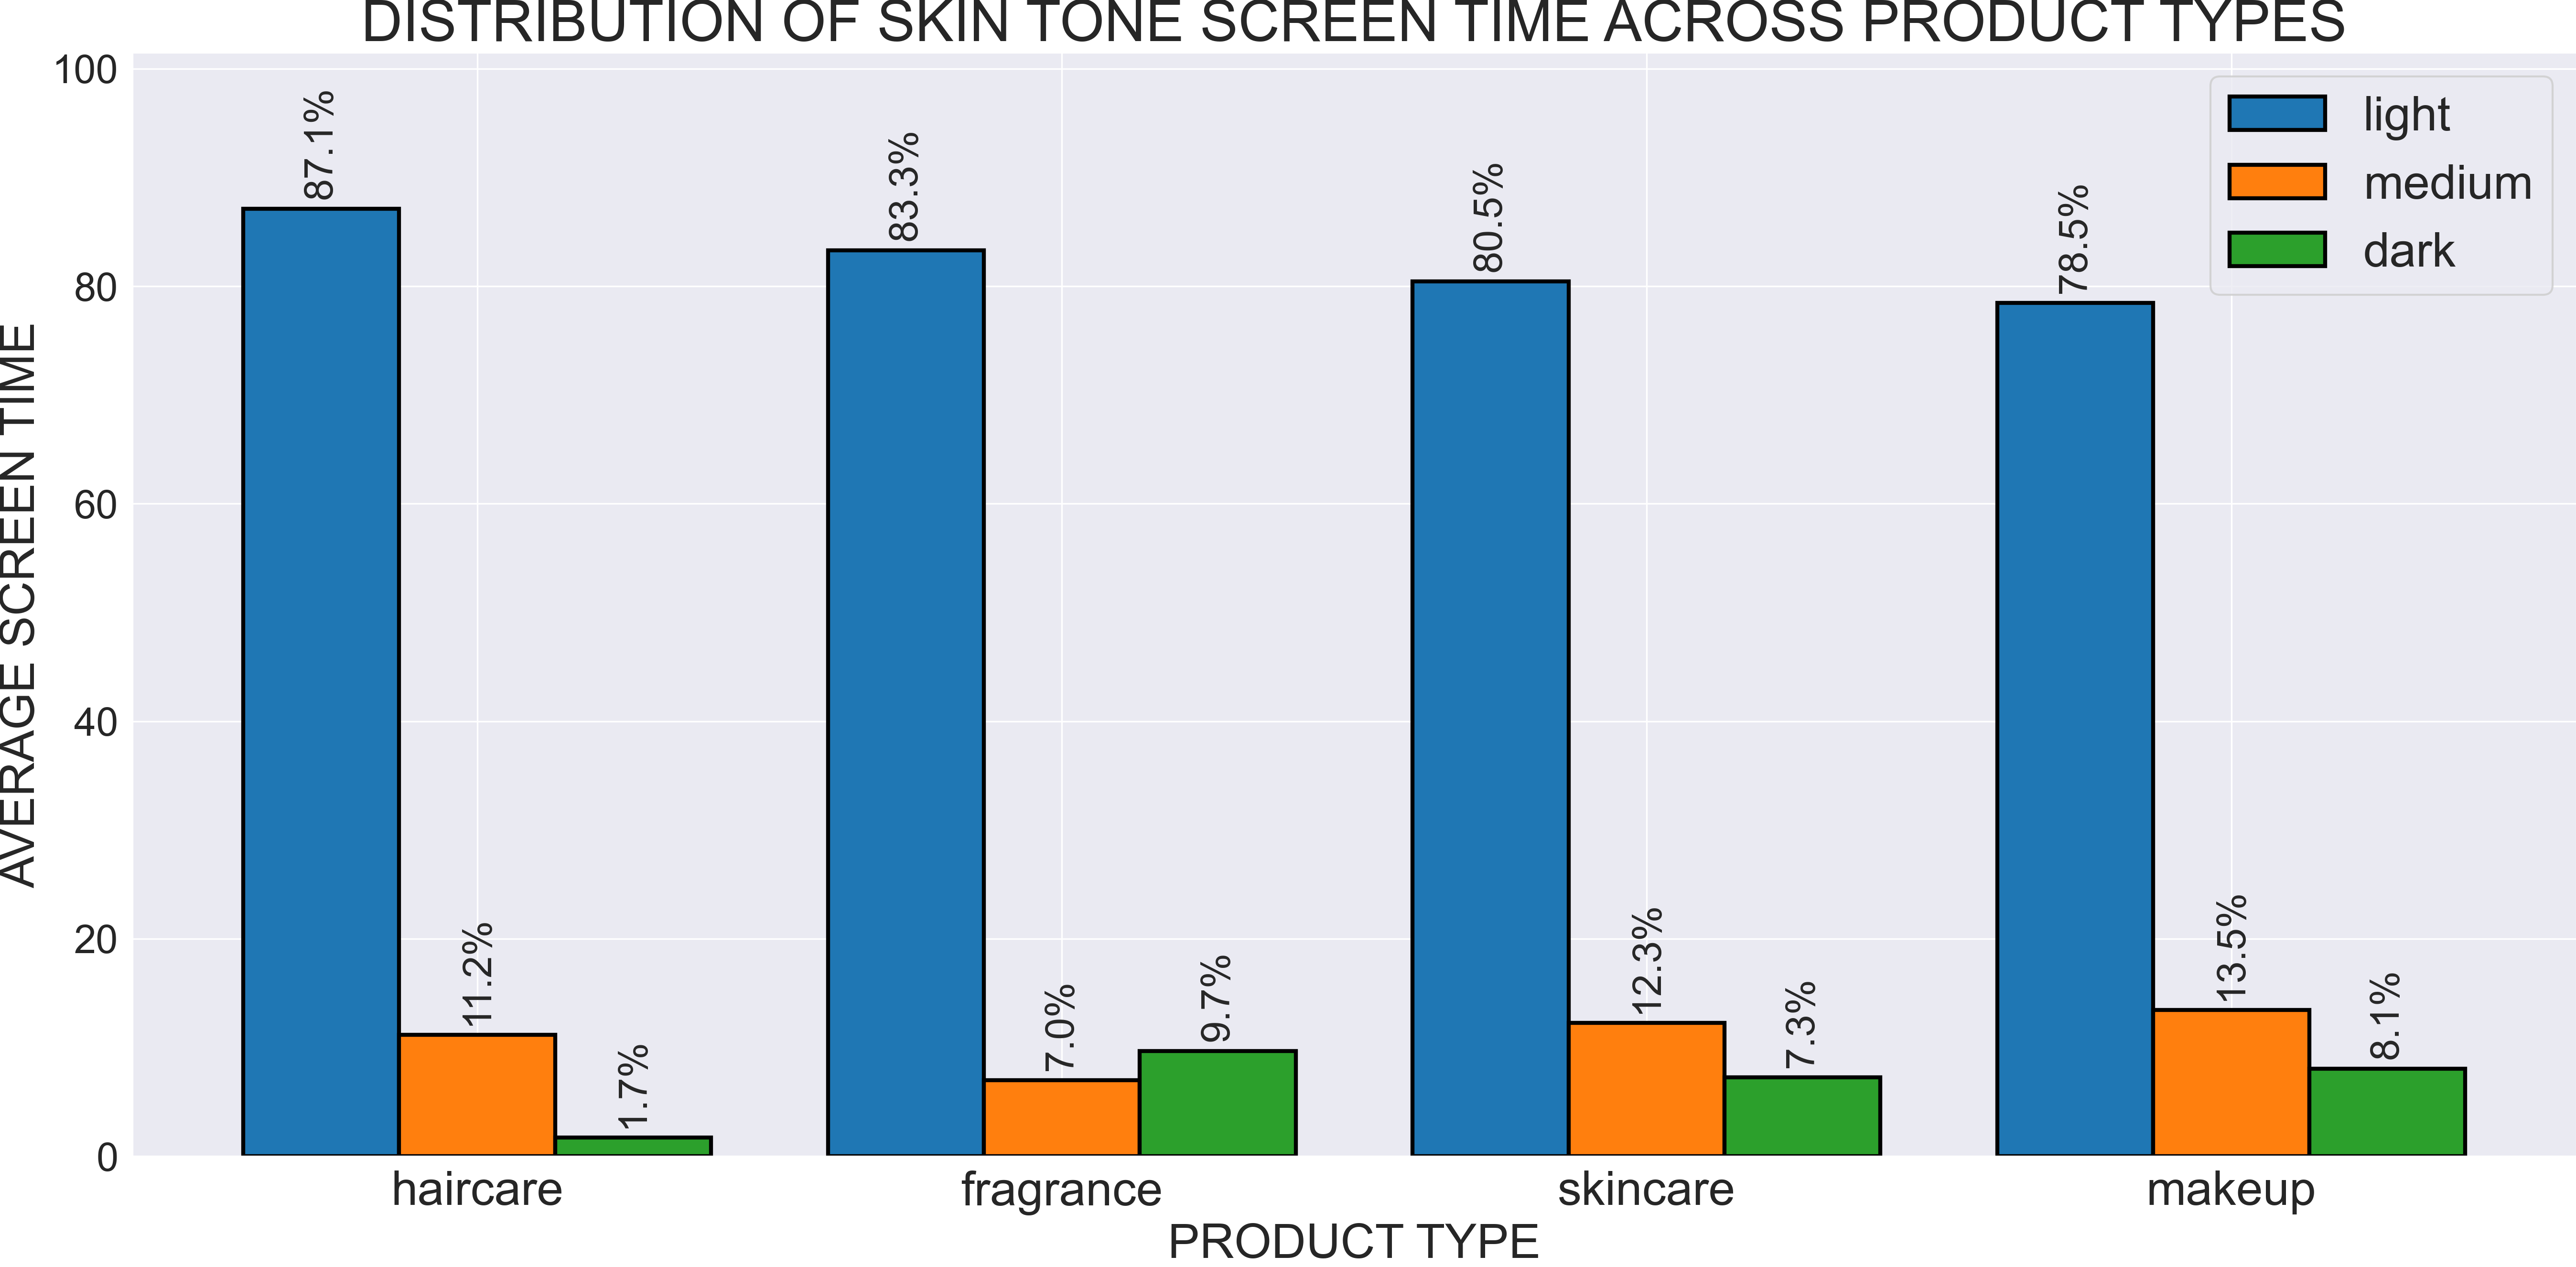 DISTRIBUTION OF SKIN TONE SCREEN TIME ACROSS PRODUCT TYPES
AVERAGE SCREEN TIME
100
80
60
40
20
0
87.1%
11.2%
1.7%
83.3%
7.0%
9.7%
80.5%
12.3%
7.3%
78.5%
13.5%
8.1%
light
medium
dark
haircare
fragrance
skincare
makeup
PRODUCT TYPE